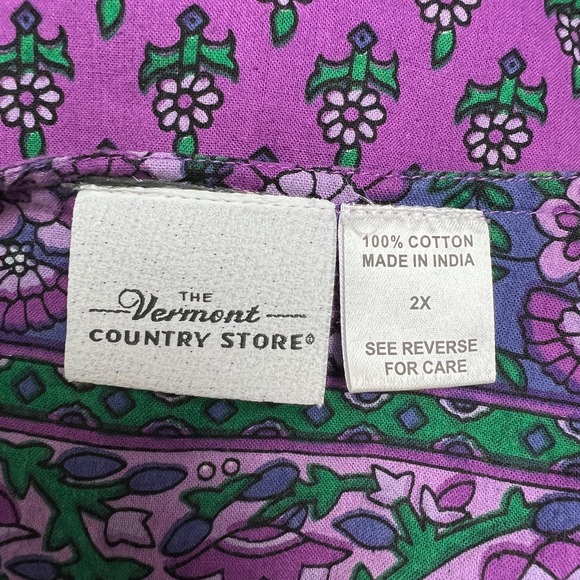 THE
Vermont
COUNTRY STORE®
100% COTTON
MADE IN INDIA
2X
SEE REVERSE
FOR CARE